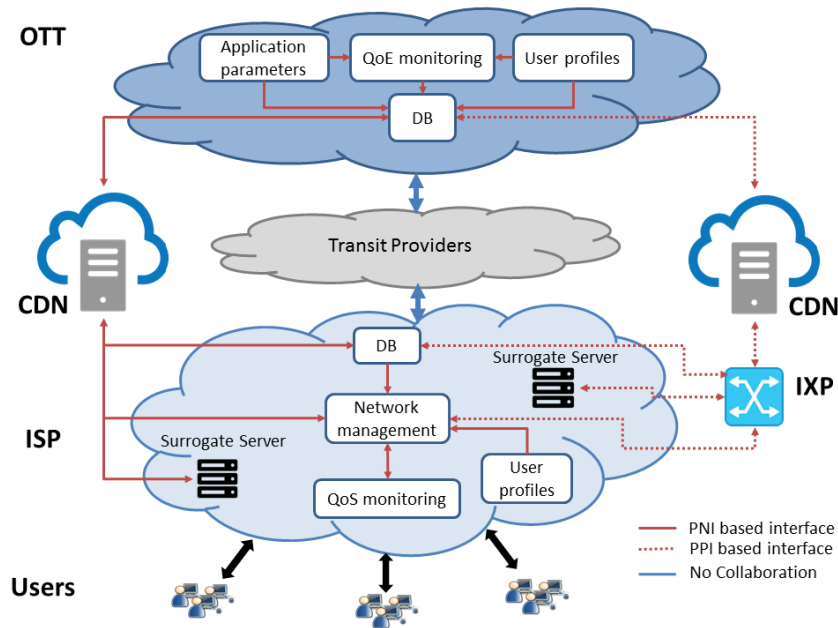 OTT
Application
parameters
QoE monitoring
User profiles
DB
Transit Providers
CDN
CDN
DB
Surrogate Server
IXP
Network
management
ISP
Surrogate Server
User
profiles
QoS monitoring
PNI based interface
PPI based interface
No Collaboration
Users